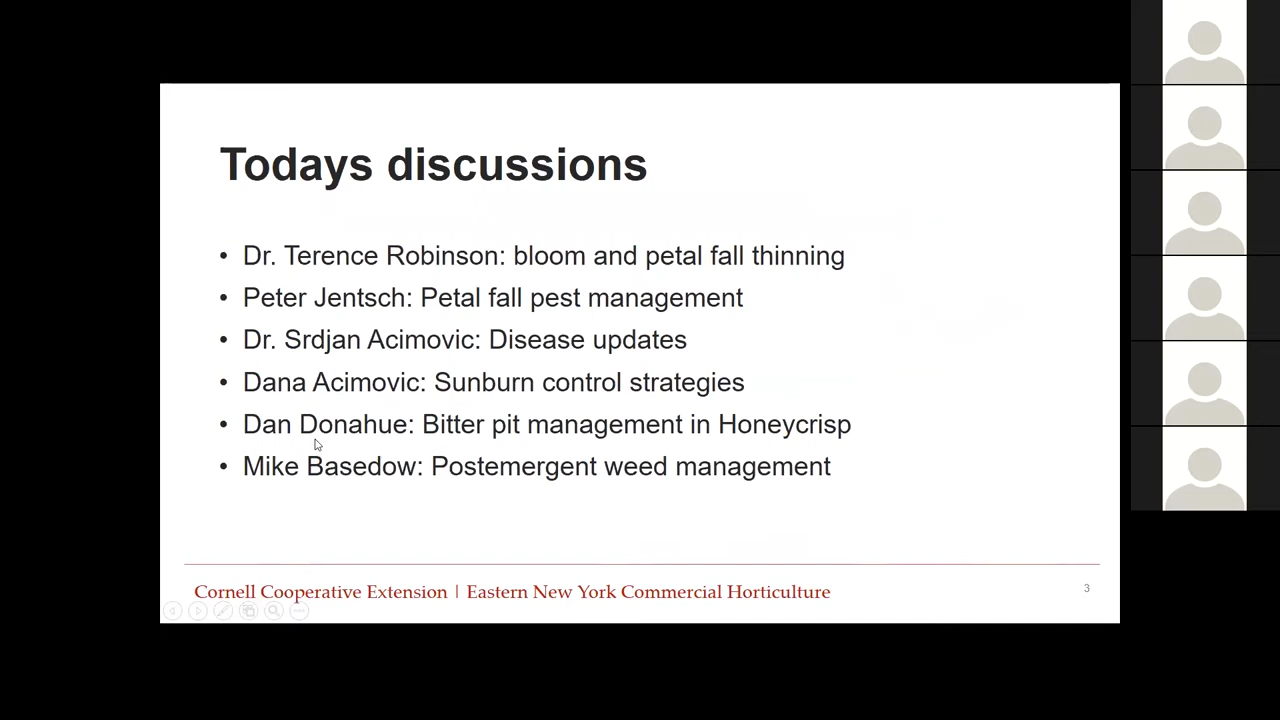 Todays discussions
• Dr. Terence Robinson: bloom and petal fall thinning
• Peter Jentsch: Petal fall pest management
• Dr. Srdjan Acimovic: Disease updates
• Dana Acimovic: Sunburn control strategies
• Dan Donahue: Bitter pit management in Honeycrisp
• Mike Basedow: Postemergent weed management
Cornell Cooperative Extension | Eastern New York Commercial Horticulture
3